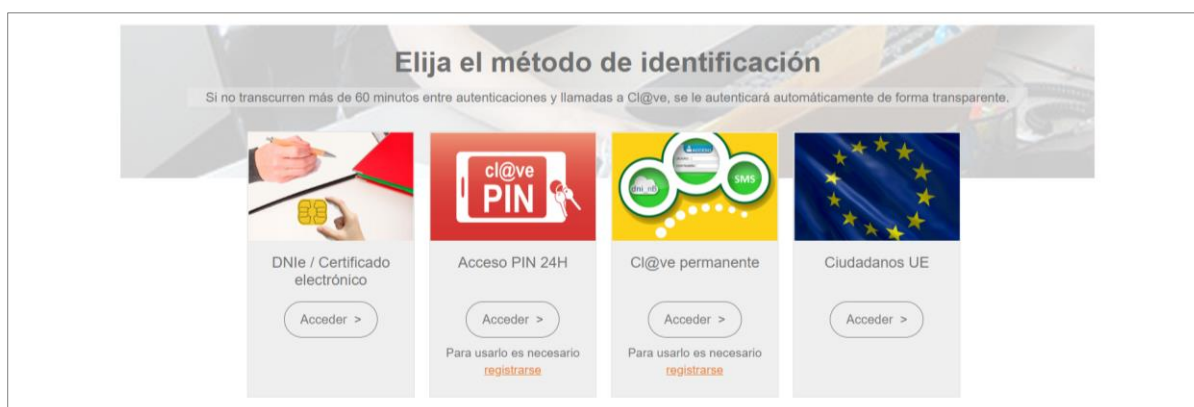 Elija el método de identificación
Si no transcurren más de 60 minutos entre autenticaciones y llamadas a Cl@ve, se le autenticará automáticamente de forma transparente.
cl@ve
PIN
dni_nif
SMS
DNIe / Certificado
electrónico
Acceder >
Acceso PIN 24H
Acceder >
Para usarlo es necesario
registrarse
Cl@ve permanente
Acceder >
Para usarlo es necesario
registrarse
Ciudadanos UE
Acceder >